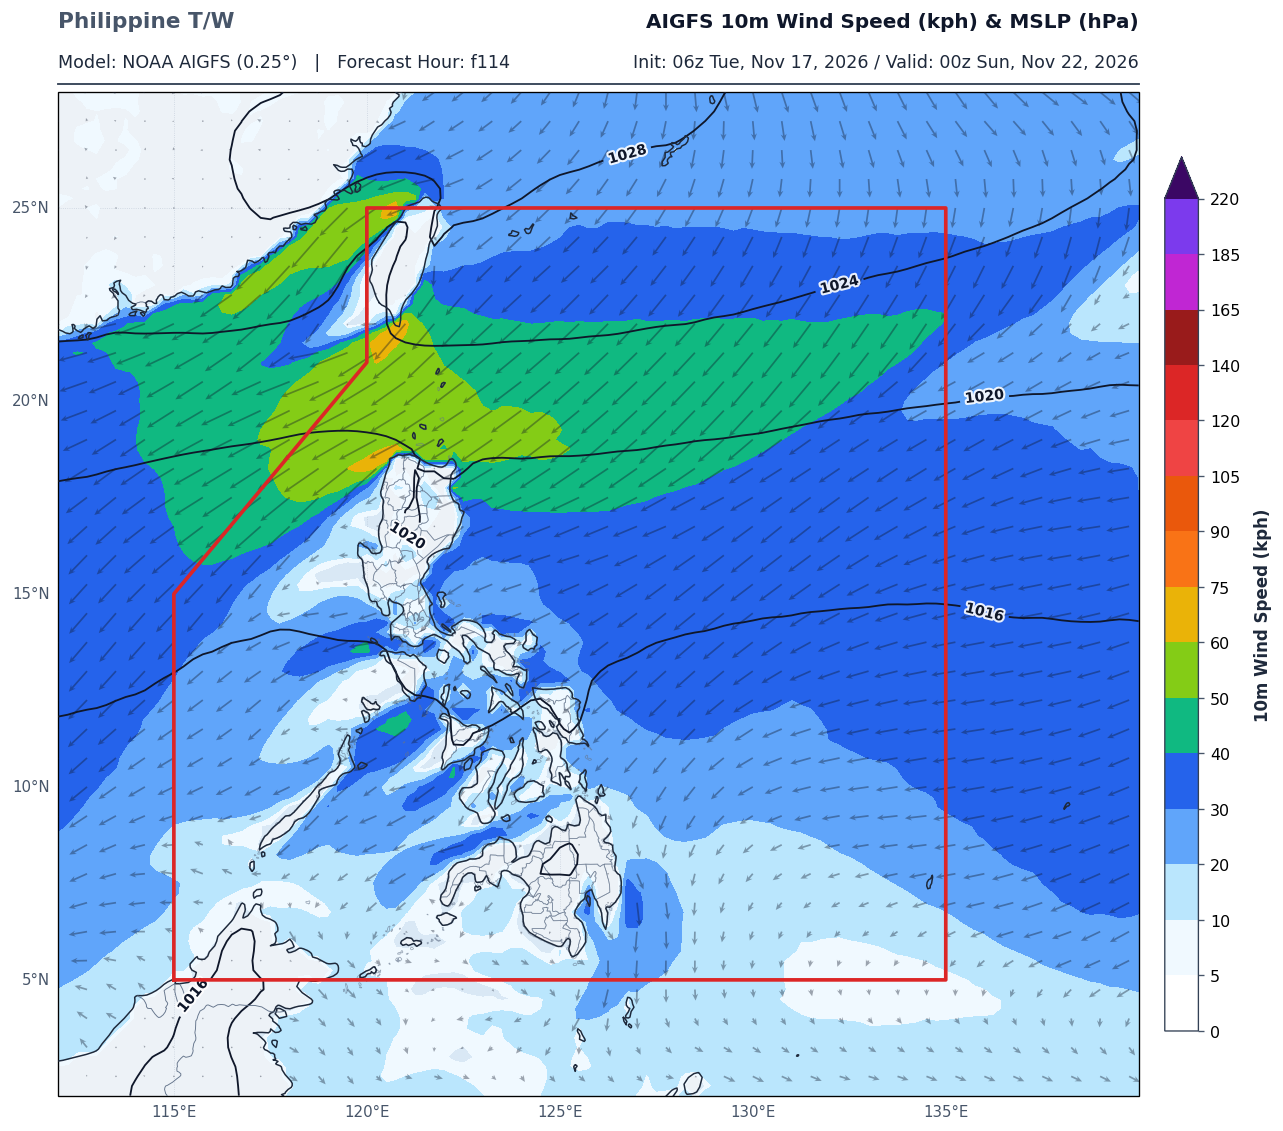 Philippine T/W
AIGFS 10m Wind Speed (kph) & MSLP (hPa)
Model: NOAA AIGFS (0.25°)   |   Forecast Hour: f114
Init: 06z Tue, Nov 17, 2026 / Valid: 00z Sun, Nov 22, 2026
1028
1024
1020
1020
1016
1016
25°N
20°N
15°N
10°N
5°N
115°E
120°E
125°E
130°E
135°E
220
185
165
140
120
105
90
75
60
50
40
30
20
10
5
0
10m Wind Speed (kph)